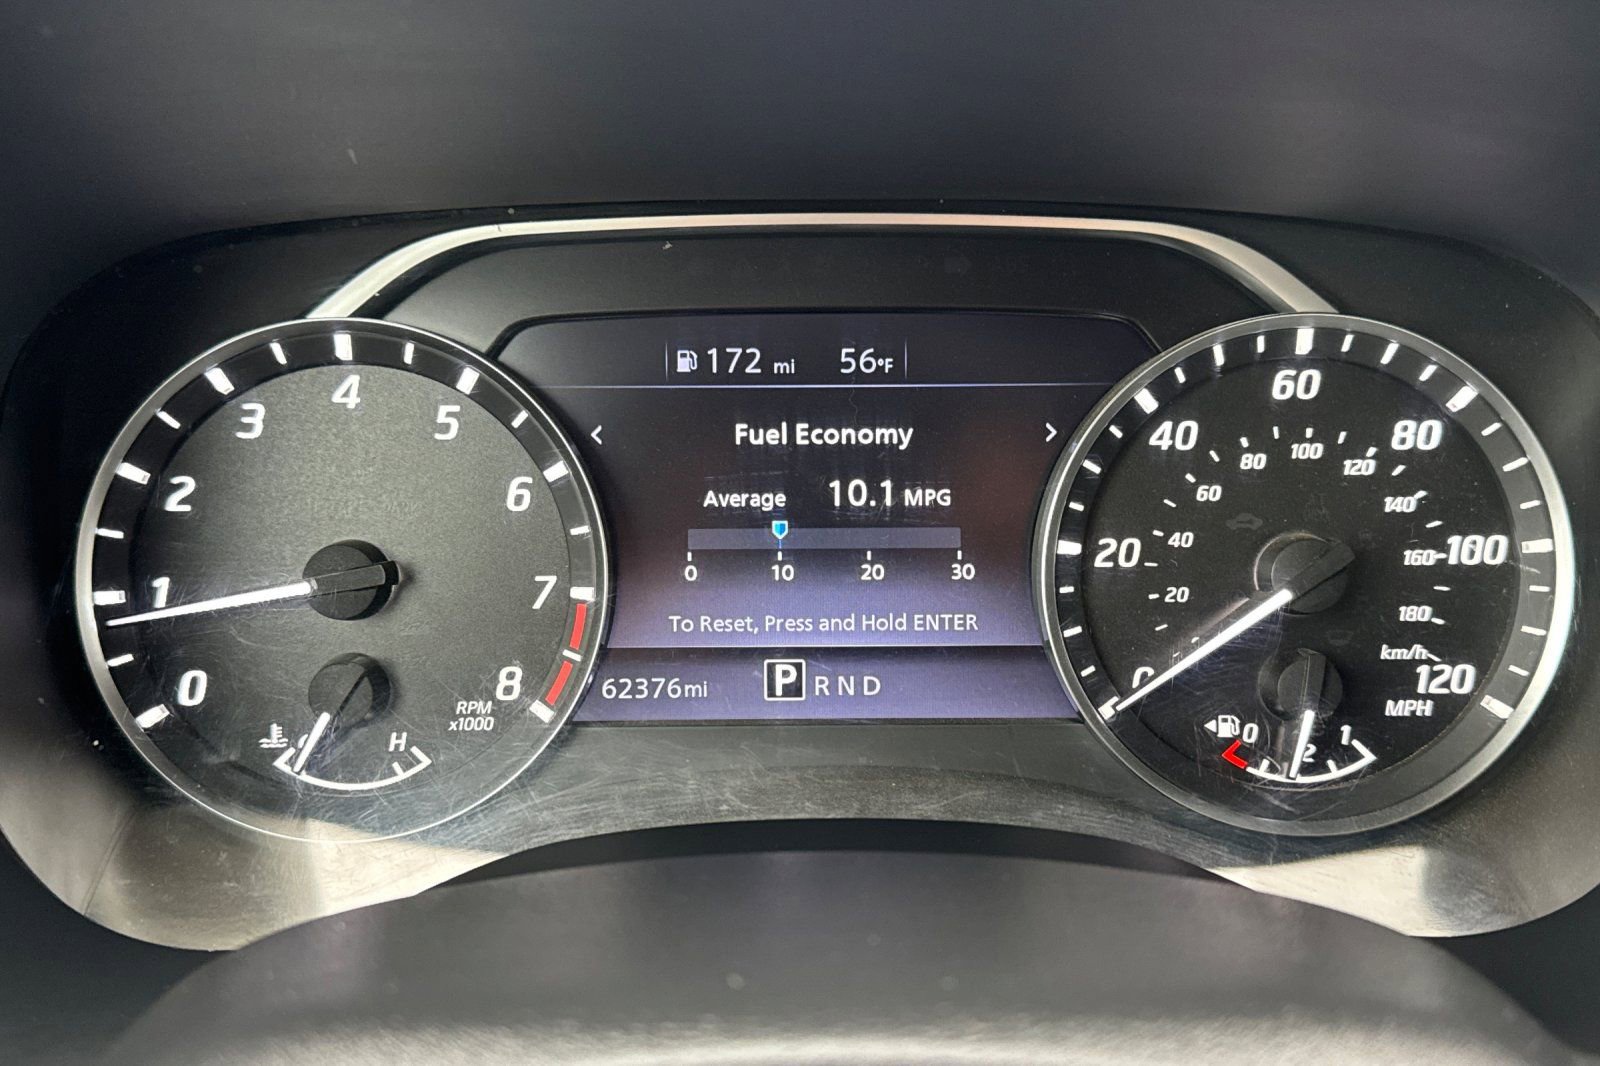 172 mi 56°F
< Fuel Economy >
Average 10.1 MPG
0 10 20 30
To Reset, Press and Hold ENTER
62376mi P R N D
0 1 2 3 4 5 6 7 8
RPM
x1000
H
0 20 40 60 80 100 120
MPH
20 40 60 80 100 120 140 160 180
km/h
0 1/2 1